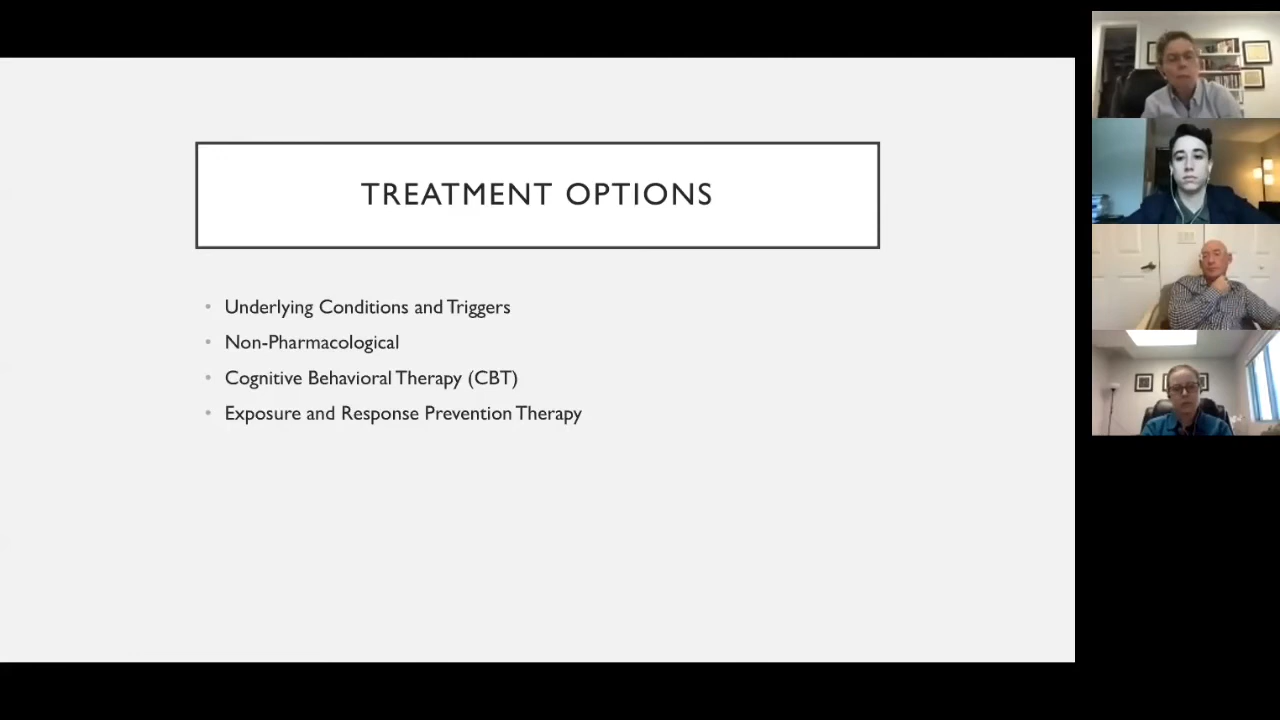 TREATMENT OPTIONS
Underlying Conditions and Triggers
Non-Pharmacological
Cognitive Behavioral Therapy (CBT)
Exposure and Response Prevention Therapy